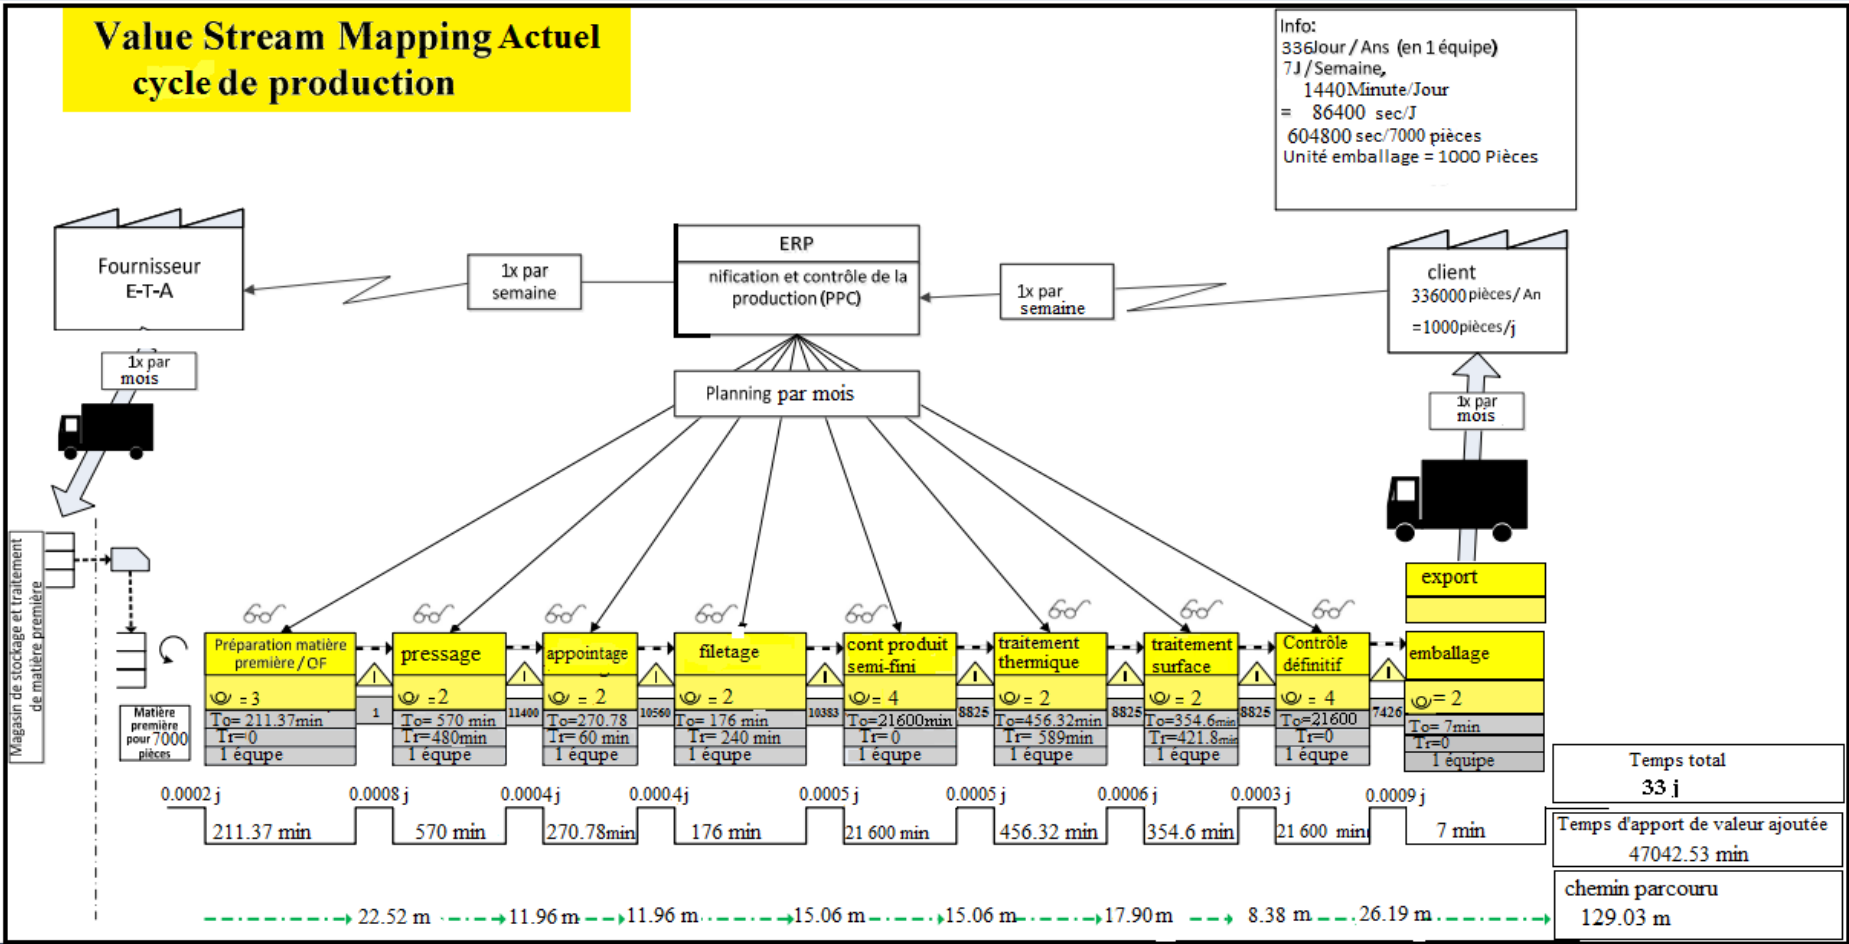 Value Stream Mapping Actuel
cycle de production
Info:
336Jour / Ans (en 1 équipe)
7J / Semaine,
1440 Minute/Jour
= 86400 sec/J
604800 sec/7000 pièces
Unité emballage = 1000 Pièces
Fournisseur
E-T-A
1x par
semaine
ERP
nification et contrôle de la
production (PPC)
1x par
semaine
client
336000 pièces/ An
=1000pièces/j
1x par
mois
Planning par mois
1x par
mois
export
Magasin de stockage et traitement
de matière première
Matière
première
pour 7000
pièces
Préparation matière
première / OF
= 3
To= 211.37min
Tr=0
1 équpe
1
pressage
= 2
To= 570 min
Tr=480min
1 équpe
11400
appointage
= 2
To=270.78
Tr= 60 min
1 équpe
10560
filetage
= 2
To= 176 min
Tr= 240 min
1 équpe
10383
cont produit
semi-fini
= 4
To=21600min
Tr=0
1 équpe
8825
traitement
thermique
= 2
To=456.32min
Tr= 589min
1 équpe
8825
traitement
surface
= 2
To=354.6min
Tr=421.8min
1 équpe
8825
Contrôle
définitif
= 4
To=21600
Tr=0
1 équpe
7426
emballage
= 2
To= 7min
Tr=0
1 équipe
0.0002 j
0.0008 j
0.0004 j
0.0004 j
0.0005 j
0.0005 j
0.0006 j
0.0003 j
0.0009 j
211.37 min
570 min
270.78min
176 min
21 600 min
456.32 min
354.6 min
21 600 min
7 min
Temps total
33 j
Temps d'apport de valeur ajoutée
47042.53 min
chemin parcouru
129.03 m
22.52 m
11.96 m
11.96 m
15.06 m
15.06 m
17.90 m
8.38 m
26.19 m